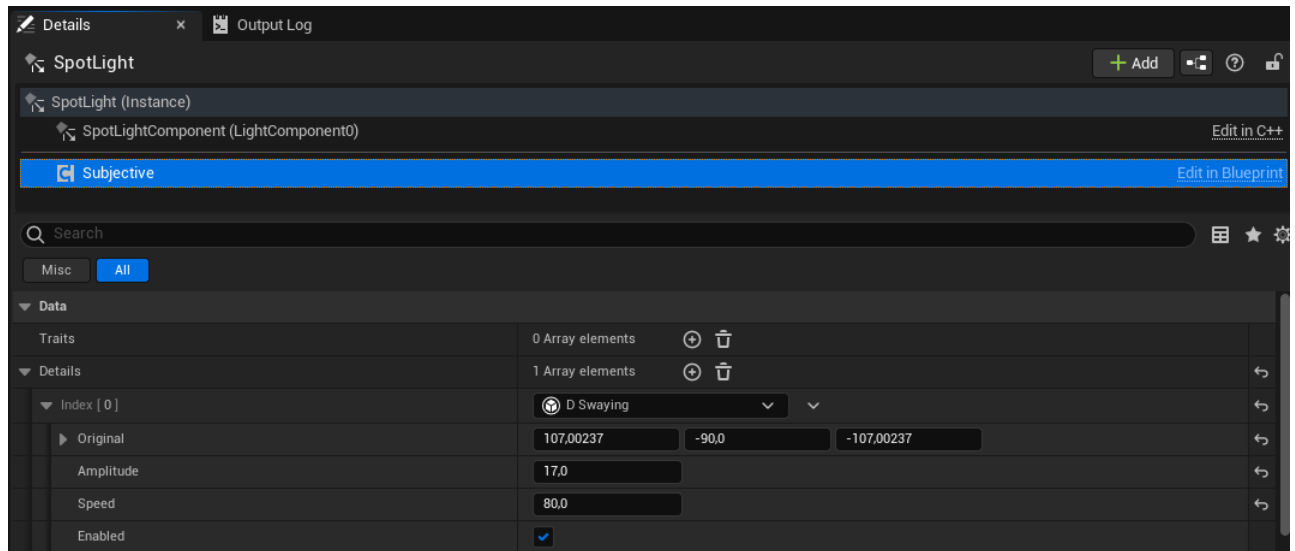 Details × Output Log
SpotLight + Add
SpotLight (Instance)
SpotLightComponent (LightComponent0) Edit in C++
Subjective Edit in Blueprint
Search
Misc All
Data
Traits 0 Array elements
Details 1 Array elements
Index [ 0 ] D Swaying
Original 107,00237 -90,0 -107,00237
Amplitude 17,0
Speed 80,0
Enabled